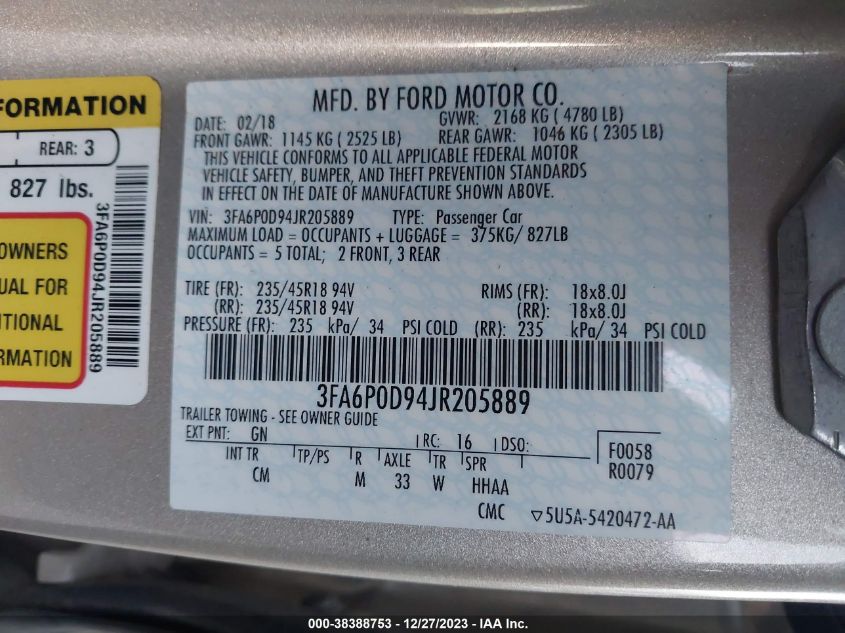 FORMATION
REAR: 3
827 lbs.
OWNERS
UAL FOR
ITIONAL
RMATION
3FA6P0D94JR205889
MFD. BY FORD MOTOR CO.
DATE: 02/18 GVWR: 2168 KG ( 4780 LB)
FRONT GAWR: 1145 KG ( 2525 LB) REAR GAWR: 1046 KG ( 2305 LB)
THIS VEHICLE CONFORMS TO ALL APPLICABLE FEDERAL MOTOR
VEHICLE SAFETY, BUMPER, AND THEFT PREVENTION STANDARDS
IN EFFECT ON THE DATE OF MANUFACTURE SHOWN ABOVE.
VIN: 3FA6P0D94JR205889 TYPE: Passenger Car
MAXIMUM LOAD = OCCUPANTS + LUGGAGE = 375KG/ 827LB
OCCUPANTS = 5 TOTAL; 2 FRONT, 3 REAR
TIRE (FR): 235/45R18 94V RIMS (FR): 18x8.0J
(RR): 235/45R18 94V (RR): 18x8.0J
PRESSURE (FR): 235 kPa/ 34 PSI COLD (RR): 235 kPa/ 34 PSI COLD
3FA6P0D94JR205889
TRAILER TOWING - SEE OWNER GUIDE
EXT PNT: GN RC: 16 DSO: F0058
INT TR TP/PS R AXLE TR SPR R0079
CM M 33 W HHAA
CMC ▽5U5A-5420472-AA
000-38388753 - 12/27/2023 - IAA Inc.